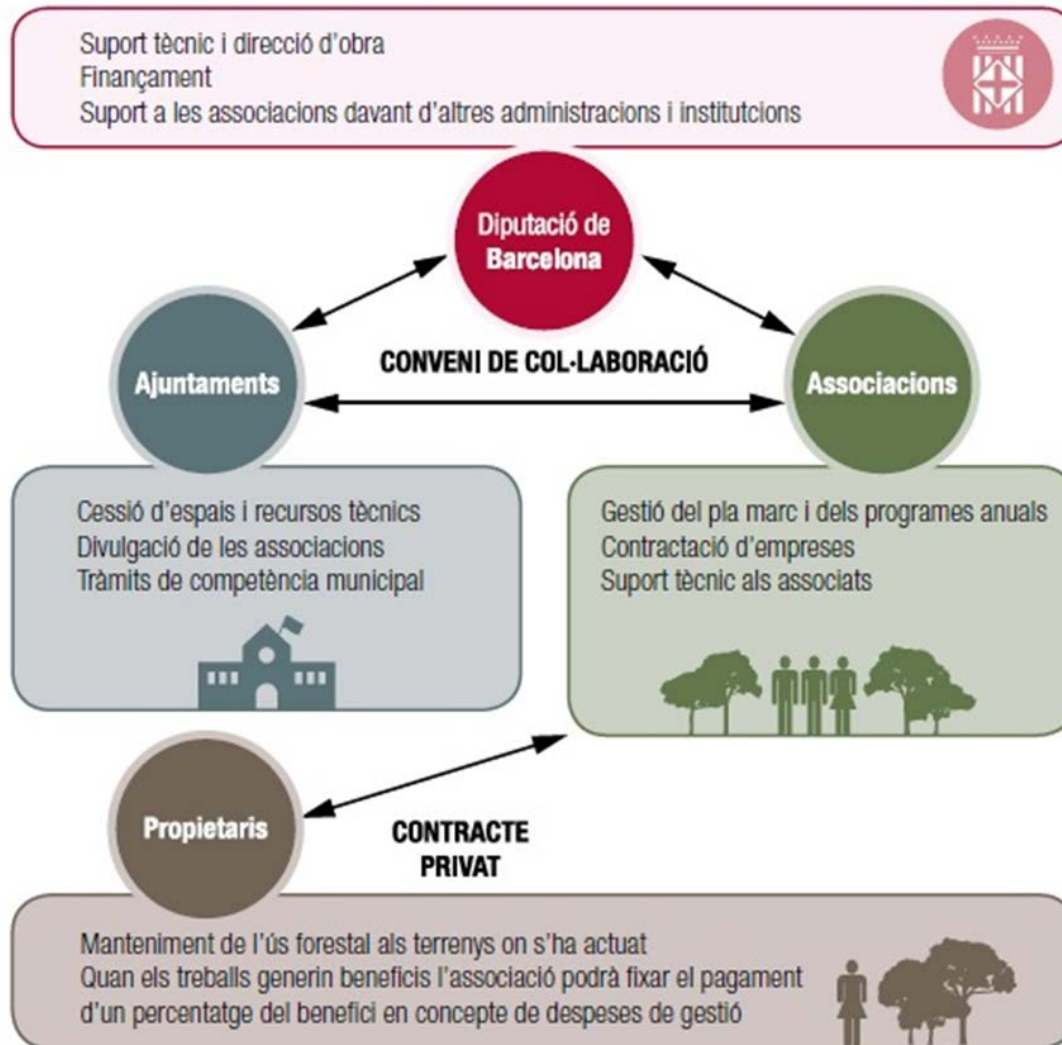 Suport tècnic i direcció d'obra
Finançament
Suport a les associacions davant d'altres administracions i institutcions
Diputació de
Barcelona
CONVENI DE COL·LABORACIÓ
Ajuntaments
Associacions
Cessió d'espais i recursos tècnics
Divulgació de les associacions
Tràmits de competència municipal
Gestió del pla marc i dels programes anuals
Contractació d'empreses
Suport tècnic als associats
Propietaris
CONTRACTE
PRIVAT
Manteniment de l'ús forestal als terrenys on s'ha actuat
Quan els treballs generin beneficis l'associació podrà fixar el pagament
d'un percentatge del benefici en concepte de despeses de gestió